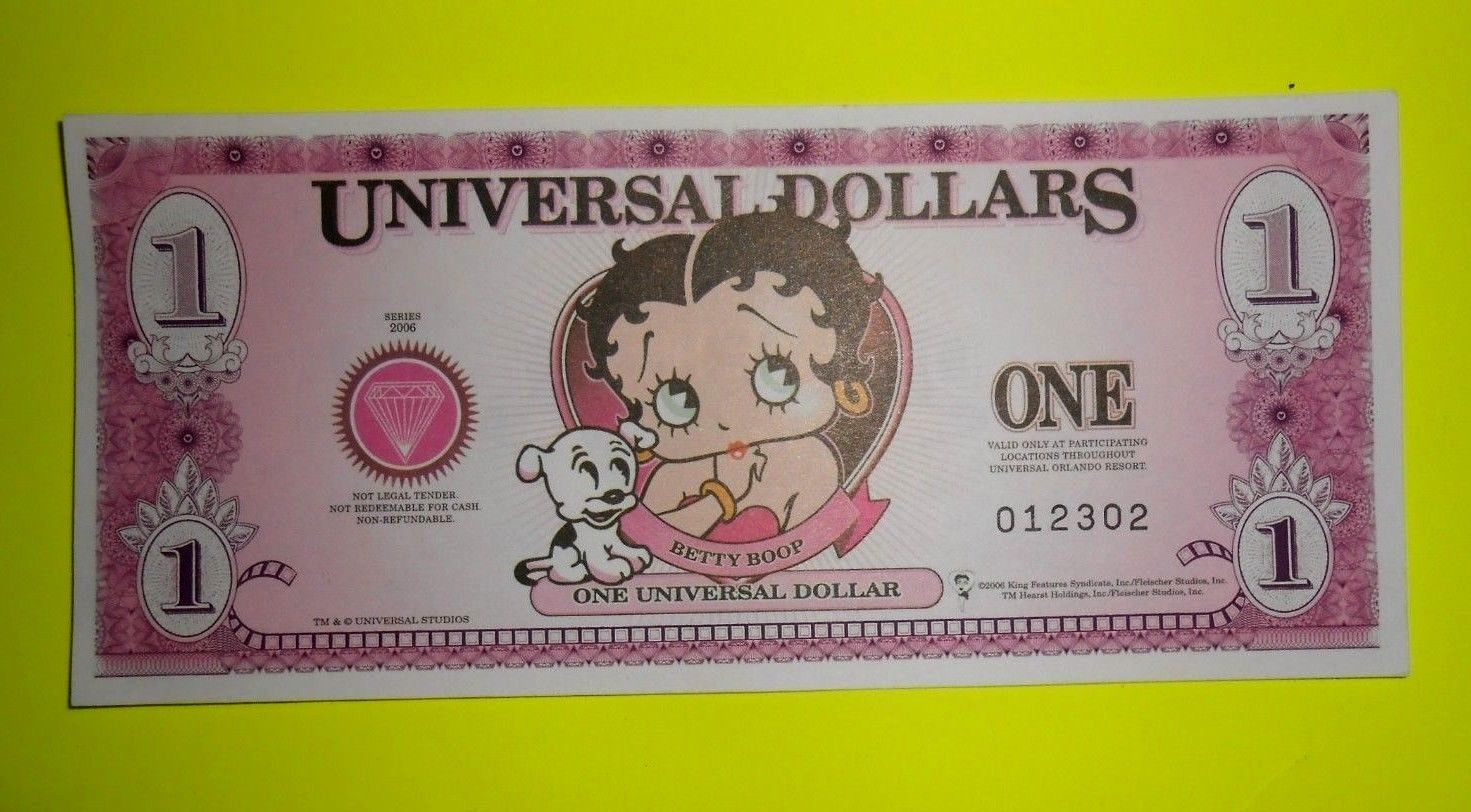 UNIVERSAL DOLLARS
1
1
SERIES
2006
NOT LEGAL TENDER.
NOT REDEEMABLE FOR CASH.
NON-REFUNDABLE.
ONE
VALID ONLY AT PARTICIPATING
LOCATIONS THROUGHOUT
UNIVERSAL ORLANDO RESORT.
012302
BETTY BOOP
ONE UNIVERSAL DOLLAR
1
1
TM & © UNIVERSAL STUDIOS
©2006 King Features Syndicate, Inc./Fleischer Studios, Inc.
TM Hearst Holdings, Inc./Fleischer Studios, Inc.